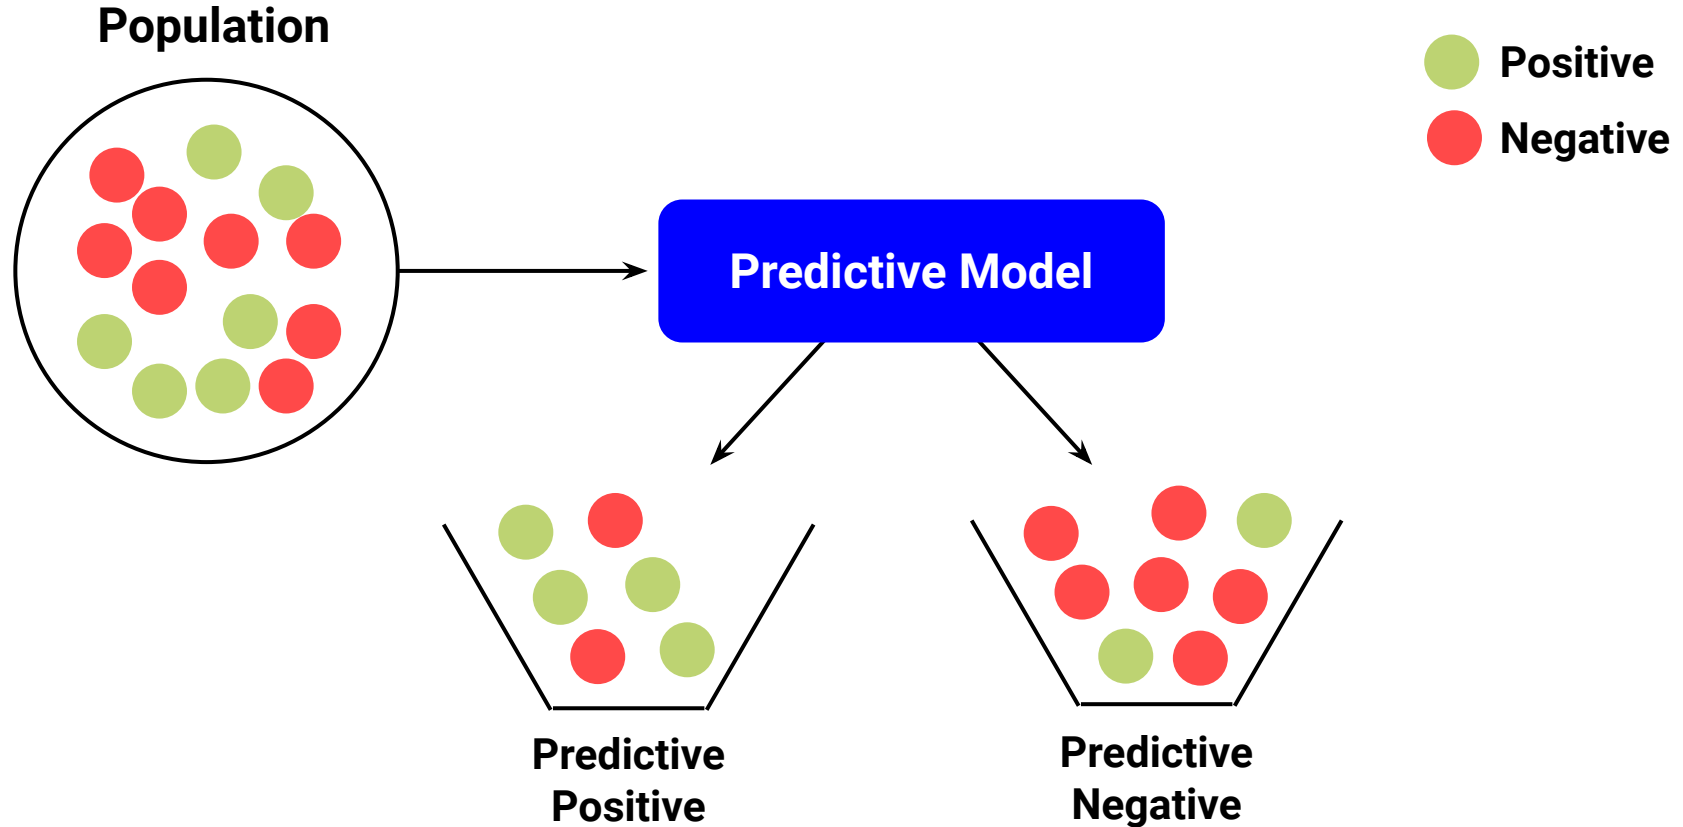 Population
Positive
Negative
Predictive Model
Predictive
Positive
Predictive
Negative